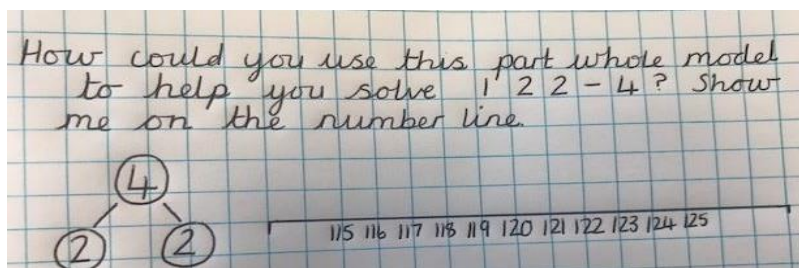 How could you use this part whole model
to help you solve 122-4? Show
me on the number line.
4
2 2
115 116 117 118 119 120 121 122 123 124 125